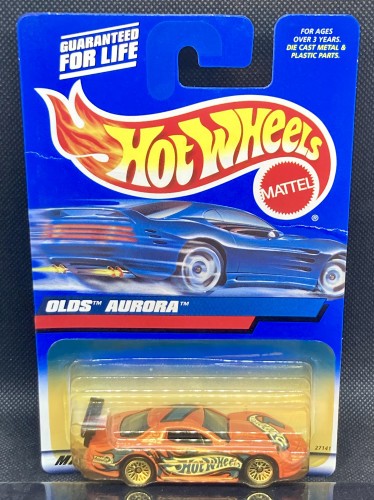 GUARANTEED
FOR LIFE
FOR AGES
OVER 3 YEARS.
DIE CAST METAL &
PLASTIC PARTS.
HOT WHEELS
MATTEL
®
OLDS™ AURORA™
27141
HOT WHEELS